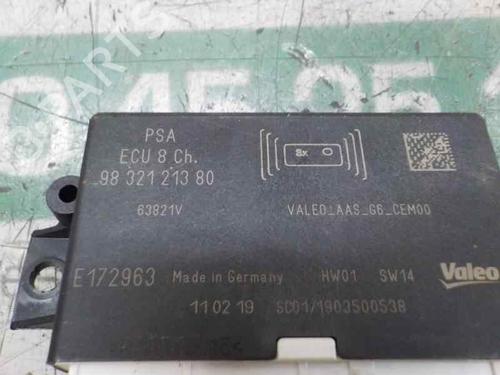 PSA
ECU 8 Ch.
98 321 213 80
8x
63821V
VALEO_AAS_G6_CEM00
E172963 Made in Germany HW01 SW14 Valeo
11 02 19 SC01/1903500538